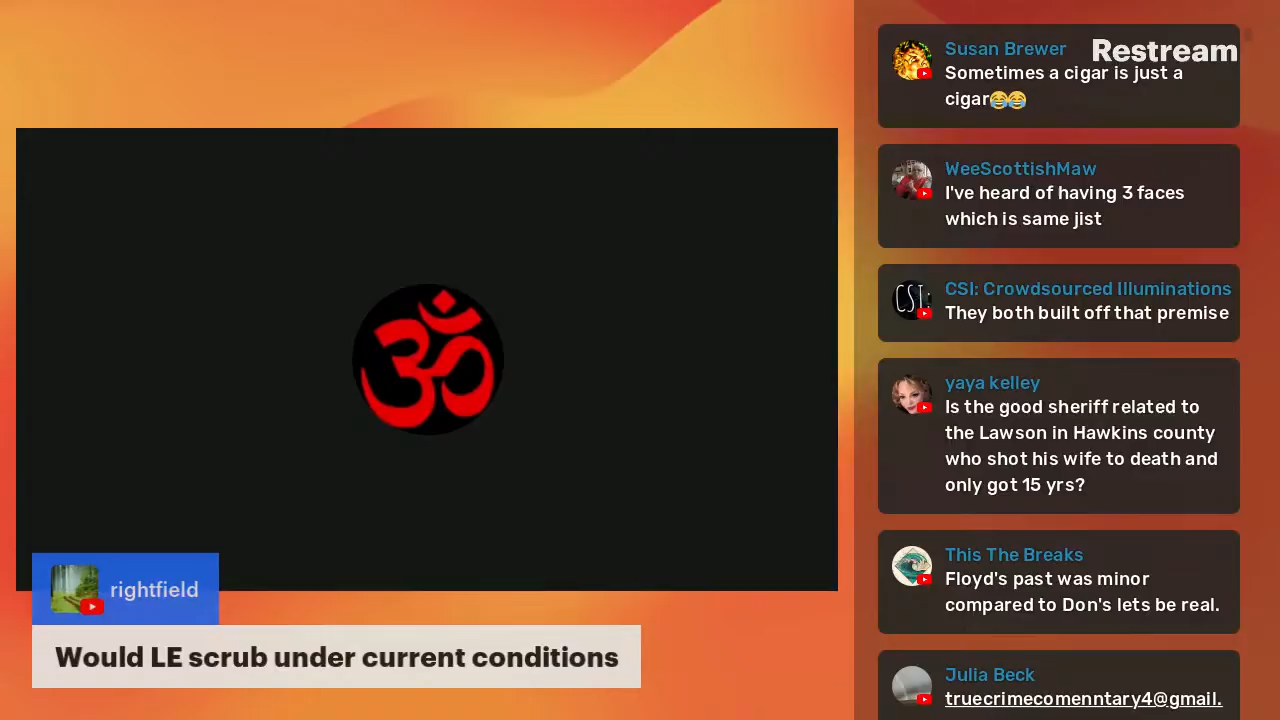 Restream
Susan Brewer
Sometimes a cigar is just a
cigar😂😂
WeeScottishMaw
I've heard of having 3 faces
which is same jist
CSI:
CSI: Crowdsourced Illuminations
They both built off that premise
yaya kelley
Is the good sheriff related to
the Lawson in Hawkins county
who shot his wife to death and
only got 15 yrs?
This The Breaks
Floyd's past was minor
compared to Don's lets be real.
Julia Beck
truecrimecomenntary4@gmail.
ॐ
rightfield
Would LE scrub under current conditions